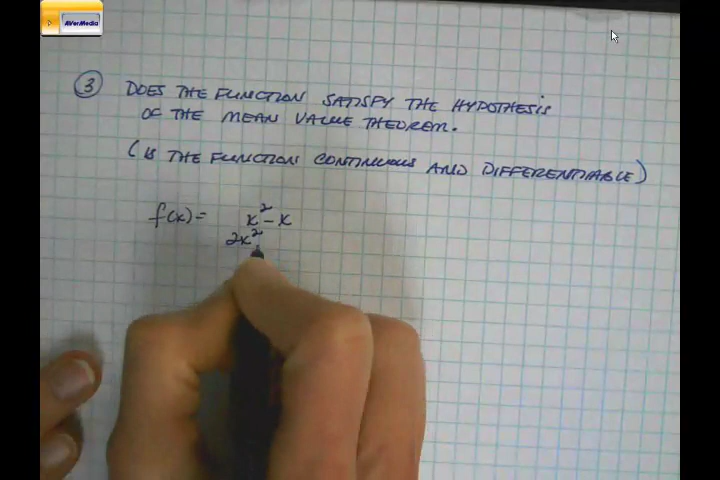 AVerMedia
3 DOES THE FUNCTION SATISFY THE HYPOTHESIS
OF THE MEAN VALUE THEOREM.
(IS THE FUNCTION CONTINUOUS AND DIFFERENTIABLE)
f(x)= x² - x
2x²